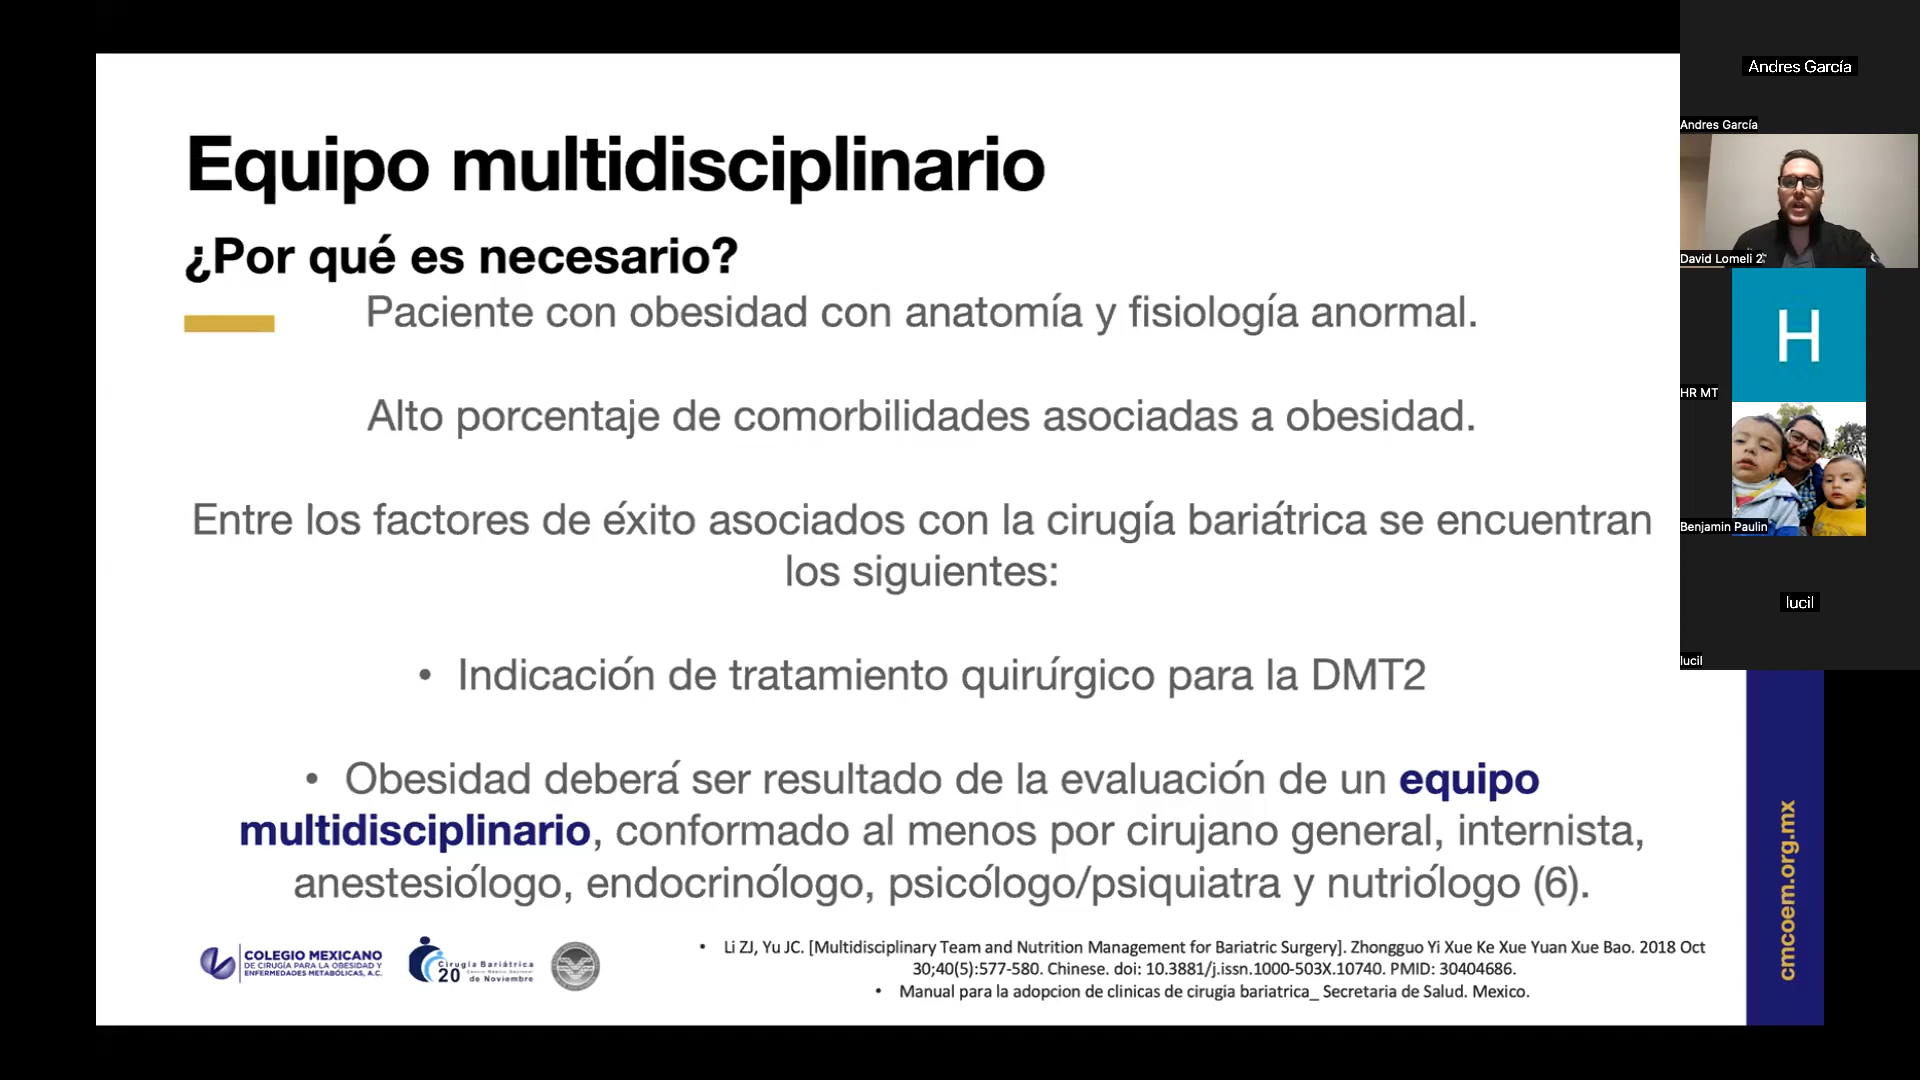 Equipo multidisciplinario
¿Por qué es necesario?
Paciente con obesidad con anatomía y fisiología anormal.
Alto porcentaje de comorbilidades asociadas a obesidad.
Entre los factores de éxito asociados con la cirugía bariátrica se encuentran
los siguientes:
• Indicación de tratamiento quirúrgico para la DMT2
• Obesidad deberá ser resultado de la evaluación de un equipo
multidisciplinario, conformado al menos por cirujano general, internista,
anestesiólogo, endocrinólogo, psicólogo/psiquiatra y nutriólogo (6).
COLEGIO MEXICANO
DE CIRUGÍA PARA LA OBESIDAD Y
ENFERMEDADES METABÓLICAS, A.C.
Cirugía Bariátrica
Centro Médico Nacional
20 de Noviembre
• Li ZJ, Yu JC. [Multidisciplinary Team and Nutrition Management for Bariatric Surgery]. Zhongguo Yi Xue Ke Xue Yuan Xue Bao. 2018 Oct
30;40(5):577-580. Chinese. doi: 10.3881/j.issn.1000-503X.10740. PMID: 30404686.
• Manual para la adopcion de clinicas de cirugia bariatrica_ Secretaria de Salud. Mexico.
cmcoem.org.mx
Andres García
Andres García
David Lomeli 2
H
HR MT
Benjamin Paulin
lucil
lucil